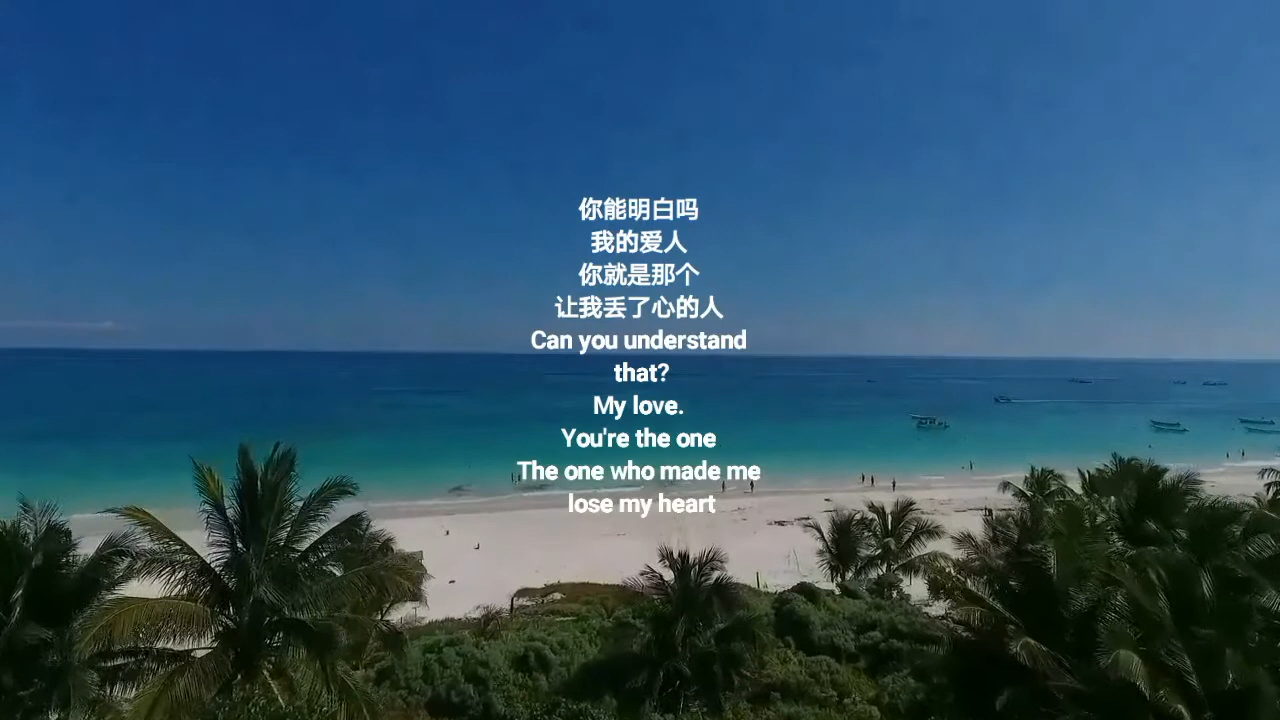 你能明白吗
我的爱人
你就是那个
让我丢了心的人
Can you understand
that?
My love.
You're the one
The one who made me
lose my heart